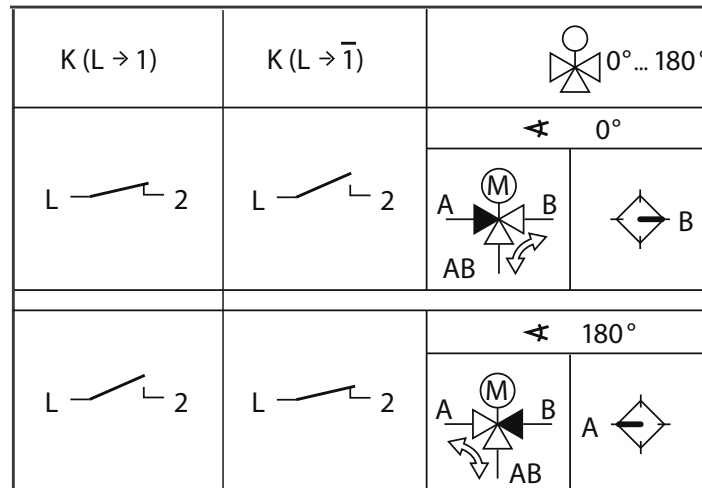 K (L → 1)
K (L → 1̅)
0°... 180°
∢ 0°
L 2
L 2
M
A B
AB
B
∢ 180°
L 2
L 2
M
A B
AB
A